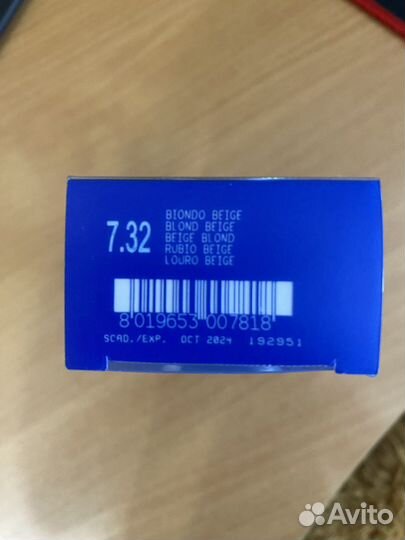 7.32
BIONDO BEIGE
BLOND BEIGE
BEIGE BLOND
RUBIO BEIGE
LOURO BEIGE
8 019653 007818
SCAD./EXP. OCT 2024 192951
Avito